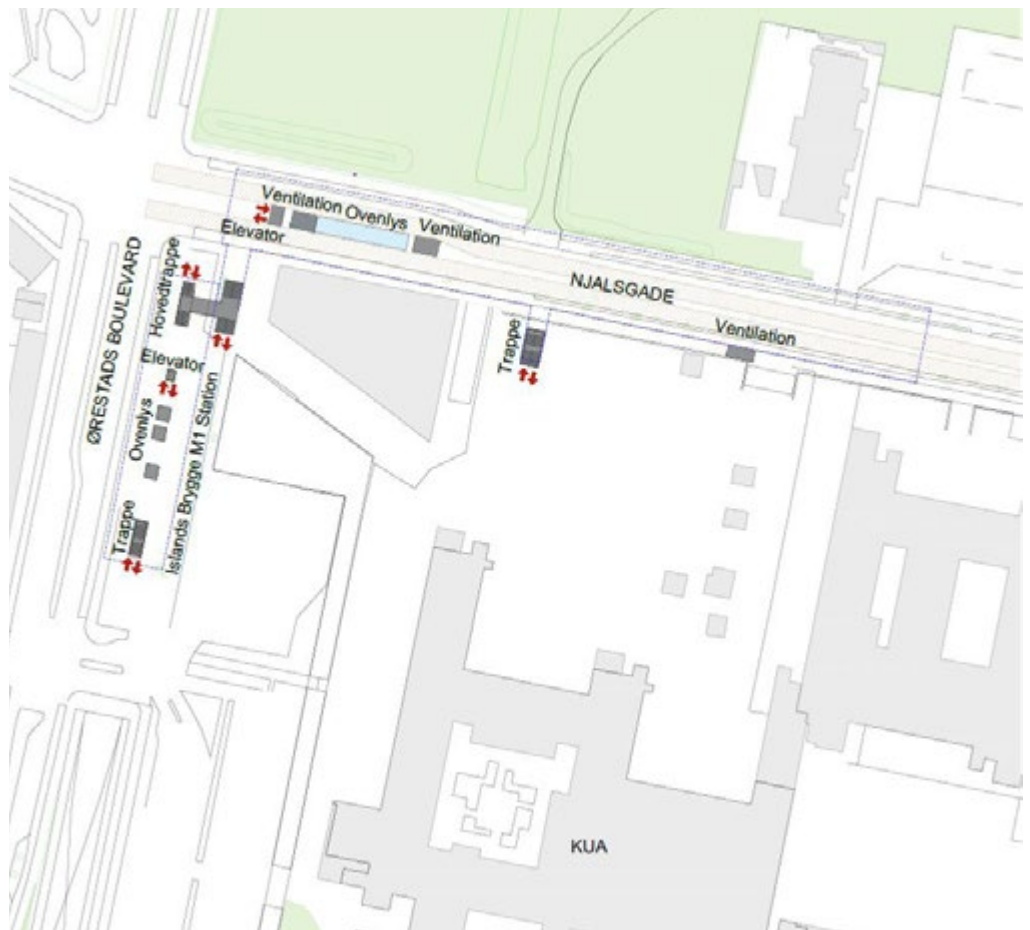 Ventilation
Ovenlys
Ventilation
Elevator
NJALSGADE
Hovedtrappe
ØRESTADS BOULEVARD
Trappe
Ventilation
Elevator
Ovenlys
Islands Brygge M1 Station
Trappe
KUA